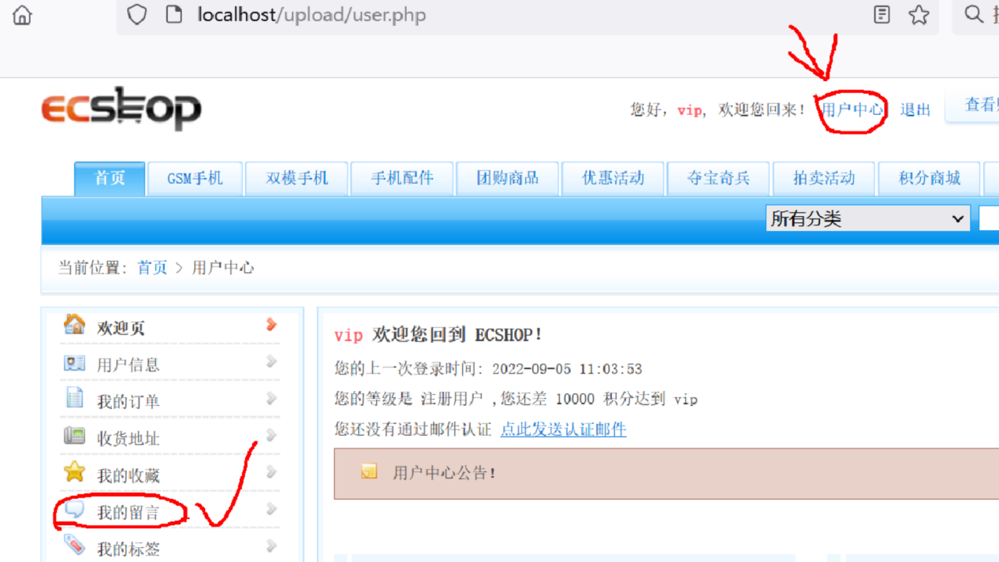 localhost/upload/user.php
ECSHOP
您好，vip，欢迎您回来！ 用户中心 退出 查看
首页 GSM手机 双模手机 手机配件 团购商品 优惠活动 夺宝奇兵 拍卖活动 积分商城
所有分类
当前位置：首页 > 用户中心
欢迎页
用户信息
我的订单
收货地址
我的收藏
我的留言
我的标签
vip 欢迎您回到 ECSHOP！
您的上一次登录时间：2022-09-05 11:03:53
您的等级是 注册用户 ,您还差 10000 积分达到 vip
您还没有通过邮件认证 点此发送认证邮件
用户中心公告！